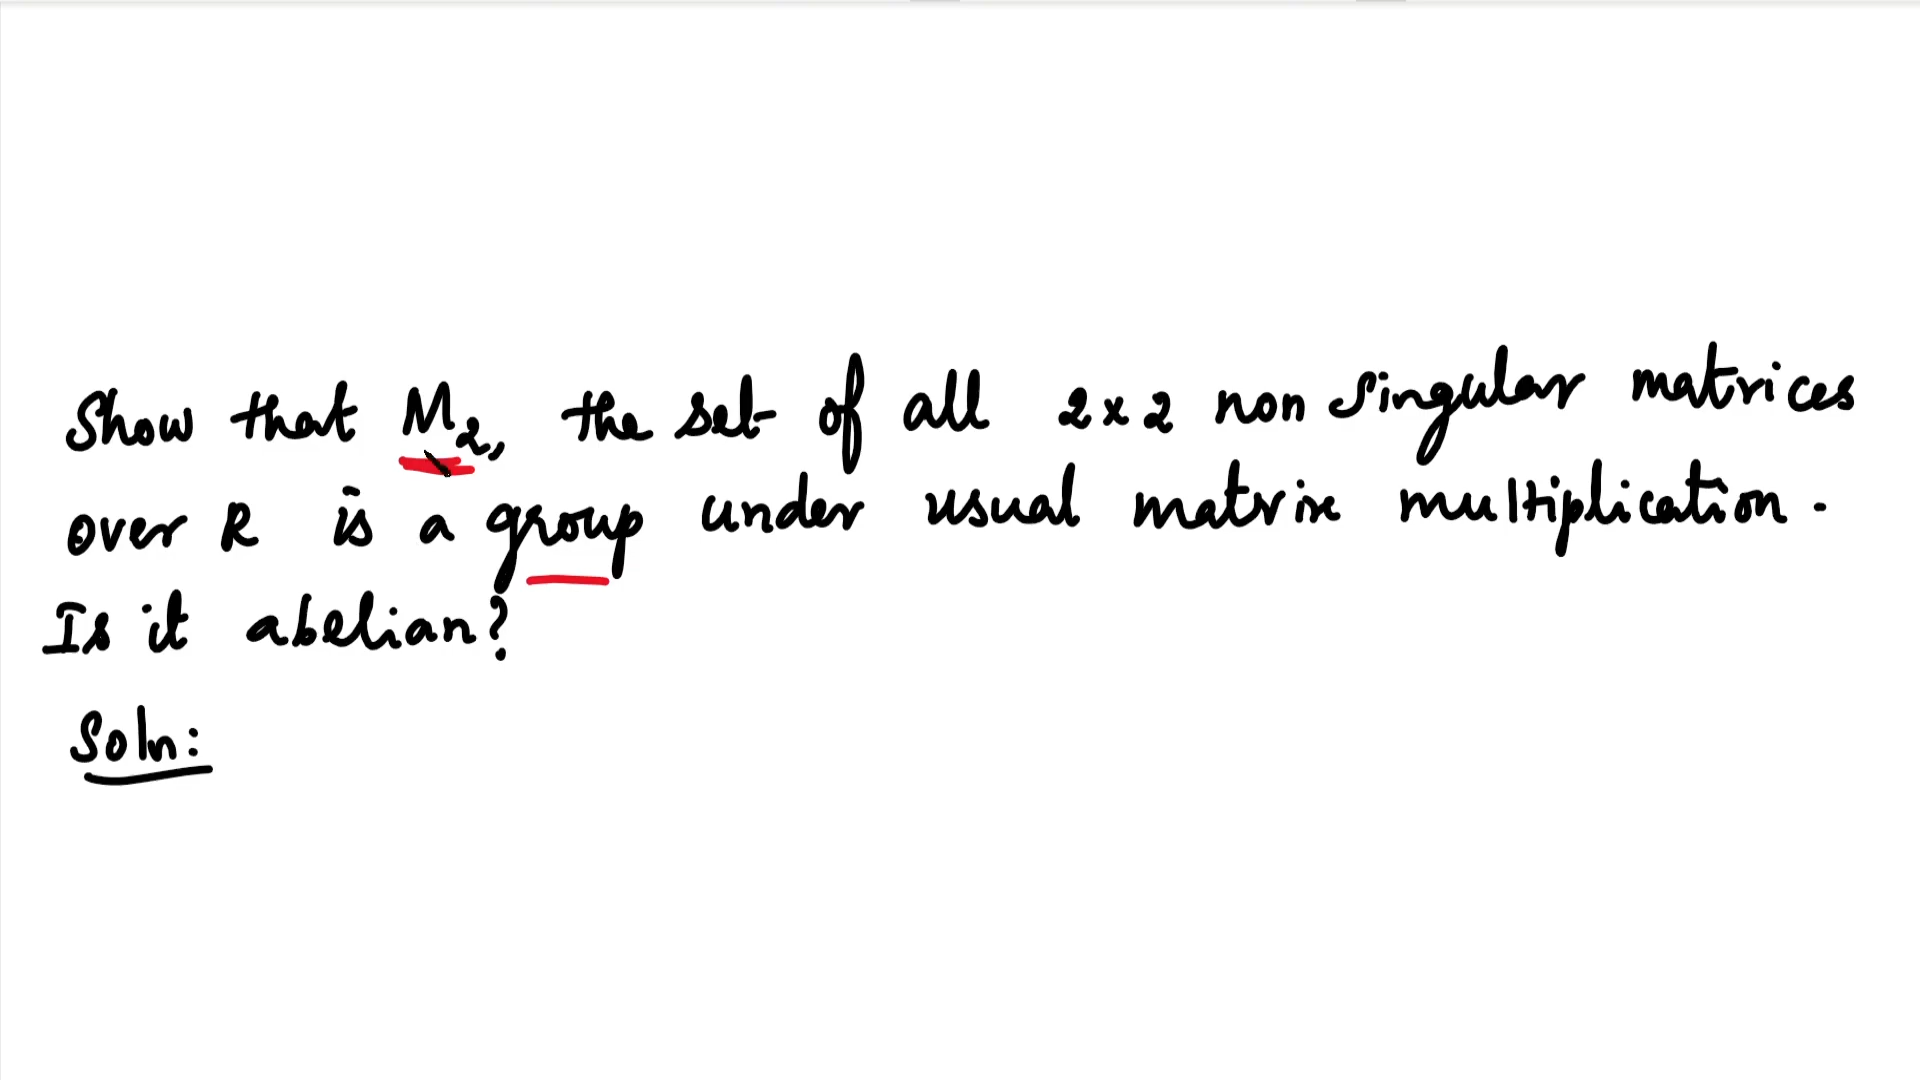 Show that M₂, the set of all 2x2 non singular matrices
over R is a group under usual matrix multiplication.
Is it abelian?
Soln: